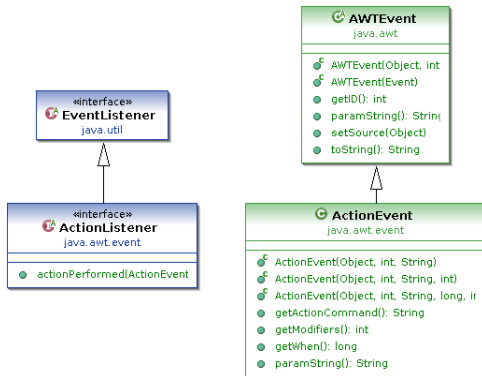 AWTEvent
java.awt
AWTEvent(Object, int
AWTEvent(Event)
getID(): int
paramString(): String
setSource(Object)
toString(): String
«interface»
EventListener
java.util
«interface»
ActionListener
java.awt.event
actionPerformed(ActionEvent
ActionEvent
java.awt.event
ActionEvent(Object, int, String)
ActionEvent(Object, int, String, int)
ActionEvent(Object, int, String, long, in
getActionCommand(): String
getModifiers(): int
getWhen(): long
paramString(): String